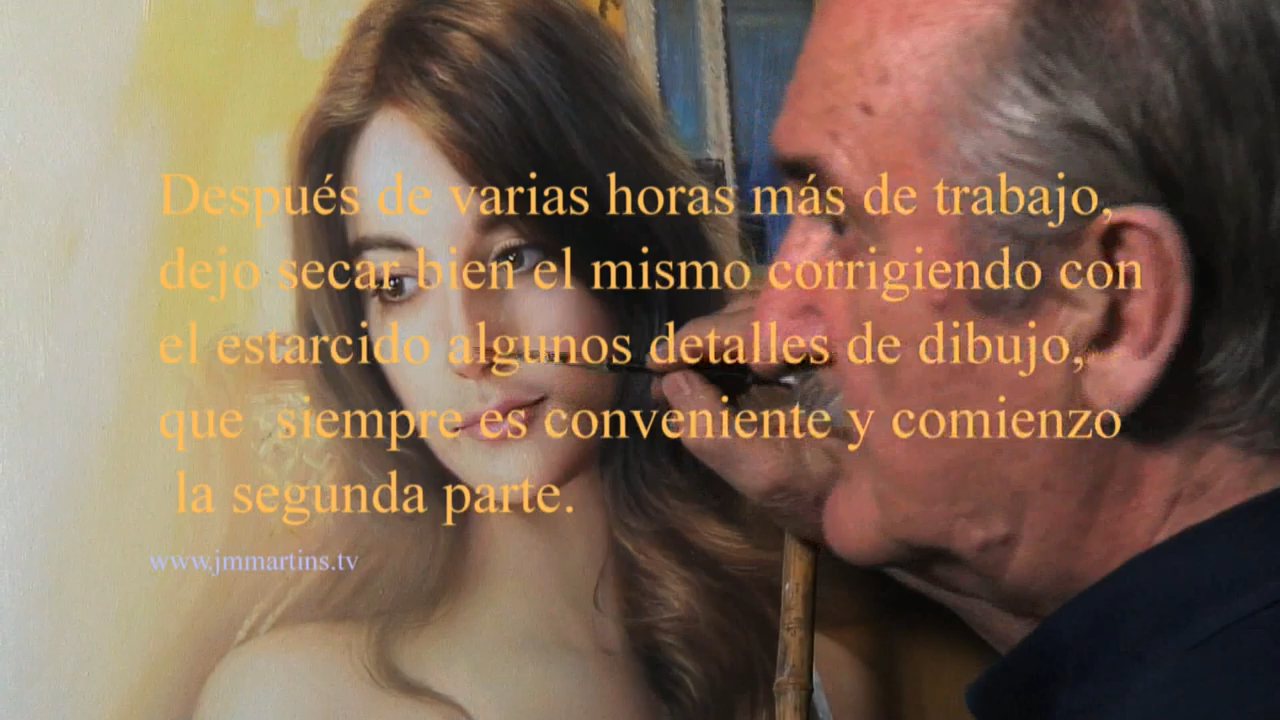 Después de varias horas más de trabajo,
dejo secar bien el mismo corrigiendo con
el estarcido algunos detalles de dibujo,
que siempre es conveniente y comienzo
la segunda parte.
www.jmmartins.tv